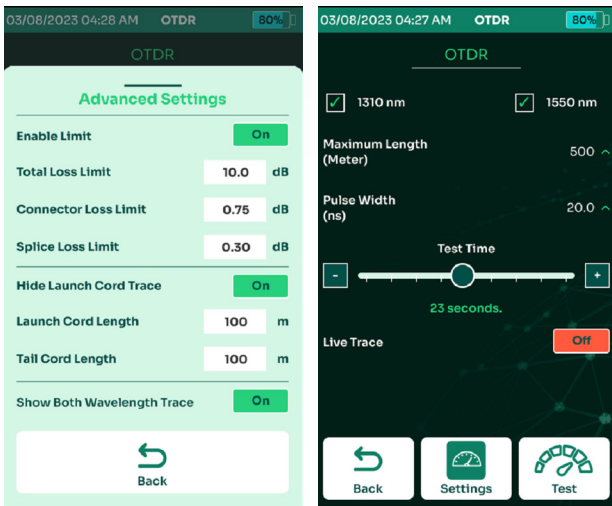 03/08/2023 04:28 AM OTDR 80%
OTDR
Advanced Settings
Enable Limit On
Total Loss Limit 10.0 dB
Connector Loss Limit 0.75 dB
Splice Loss Limit 0.30 dB
Hide Launch Cord Trace On
Launch Cord Length 100 m
Tail Cord Length 100 m
Show Both Wavelength Trace On
Back
03/08/2023 04:27 AM OTDR 80%
OTDR
1310 nm 1550 nm
Maximum Length
(Meter) 500
Pulse Width
(ns) 20.0
Test Time
- +
23 seconds.
Live Trace Off
Back Settings Test